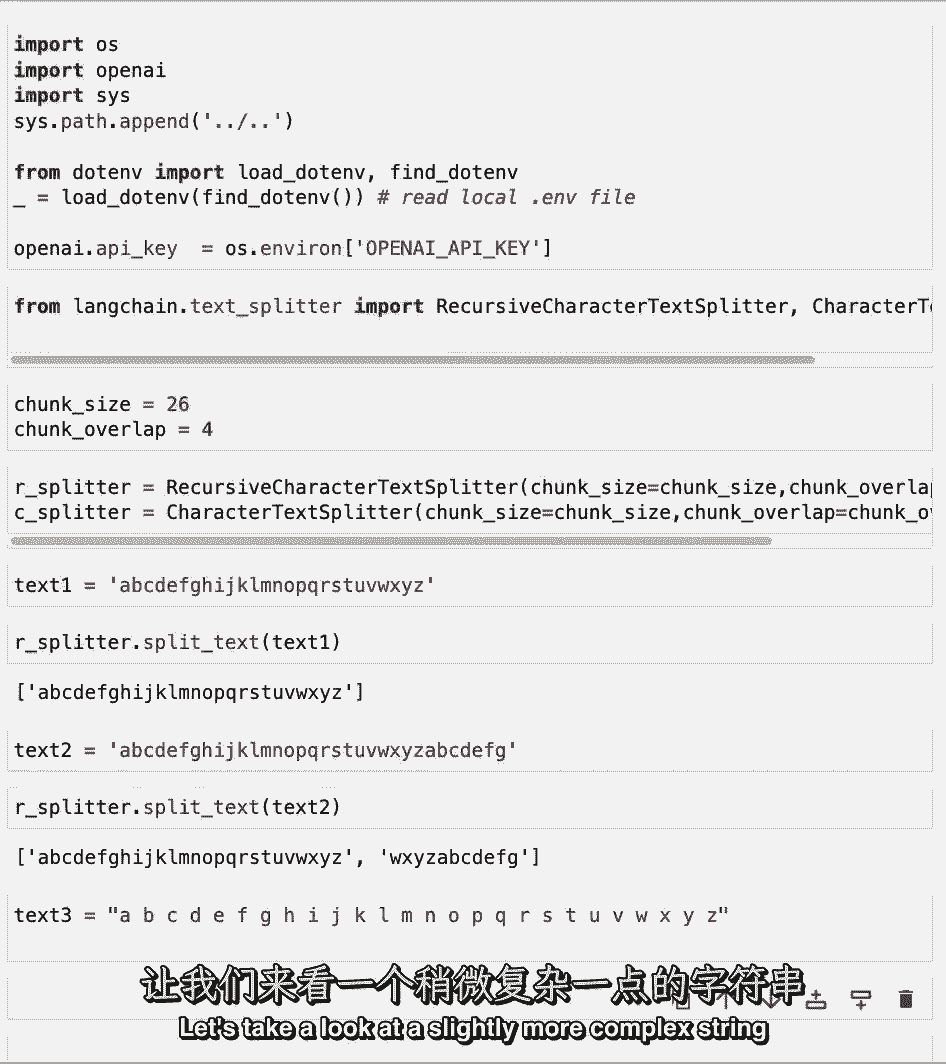 import os
import openai
import sys
sys.path.append('../..')
from dotenv import load_dotenv, find_dotenv
_ = load_dotenv(find_dotenv()) # read local .env file
openai.api_key  = os.environ['OPENAI_API_KEY']
from langchain.text_splitter import RecursiveCharacterTextSplitter, CharacterT
chunk_size = 26
chunk_overlap = 4
r_splitter = RecursiveCharacterTextSplitter(chunk_size=chunk_size,chunk_overlap
c_splitter = CharacterTextSplitter(chunk_size=chunk_size,chunk_overlap=chunk_o
text1 = 'abcdefghijklmnopqrstuvwxyz'
r_splitter.split_text(text1)
['abcdefghijklmnopqrstuvwxyz']
text2 = 'abcdefghijklmnopqrstuvwxyzabcdefg'
r_splitter.split_text(text2)
['abcdefghijklmnopqrstuvwxyz', 'wxyzabcdefg']
text3 = "a b c d e f g h i j k l m n o p q r s t u v w x y z"
让我们来看一个稍微复杂一点的字符串
Let's take a look at a slightly more complex string